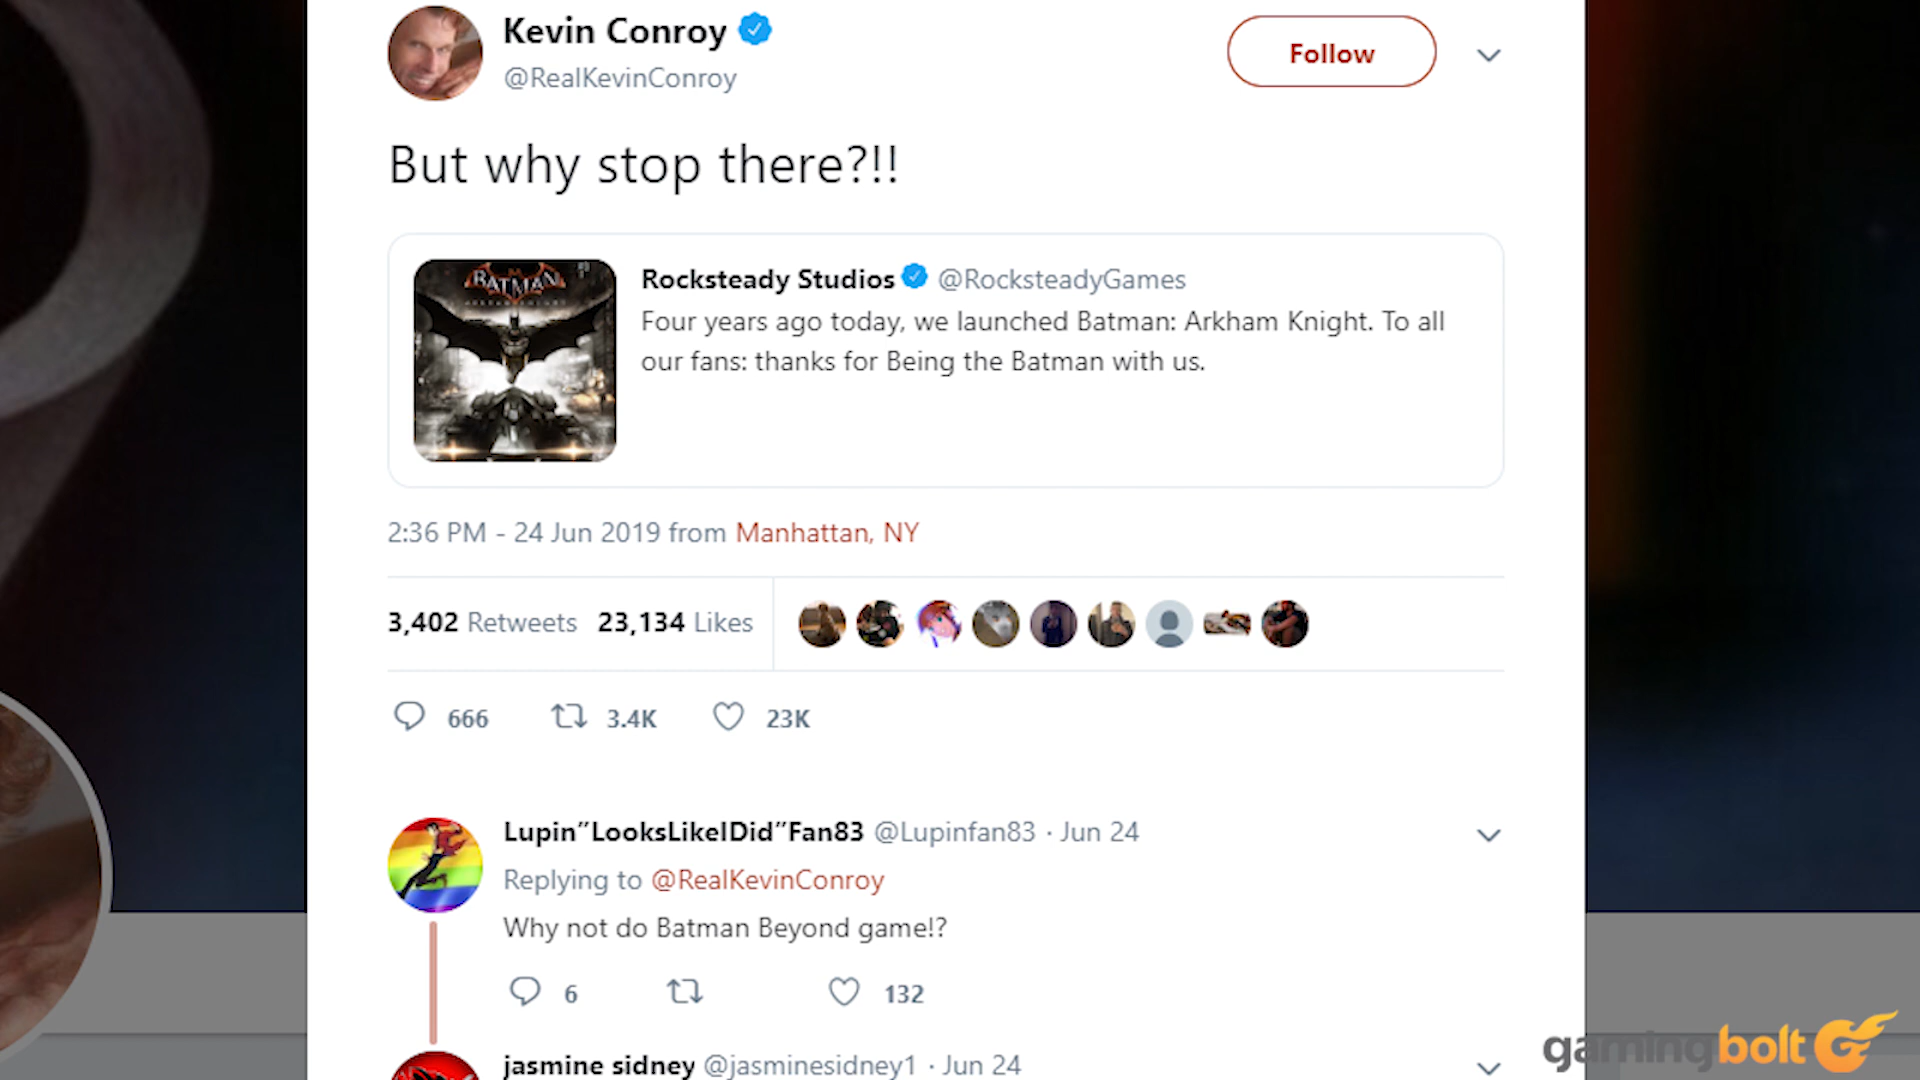 Kevin Conroy
@RealKevinConroy
Follow
But why stop there?!!
BATMAN
Rocksteady Studios @RocksteadyGames
Four years ago today, we launched Batman: Arkham Knight. To all
our fans: thanks for Being the Batman with us.
2:36 PM - 24 Jun 2019 from Manhattan, NY
3,402 Retweets 23,134 Likes
666 3.4K 23K
Lupin”LooksLikeIDid”Fan83 @Lupinfan83 · Jun 24
Replying to @RealKevinConroy
Why not do Batman Beyond game!?
6 132
jasmine sidney @jasminesidney1 · Jun 24
gamingbolt